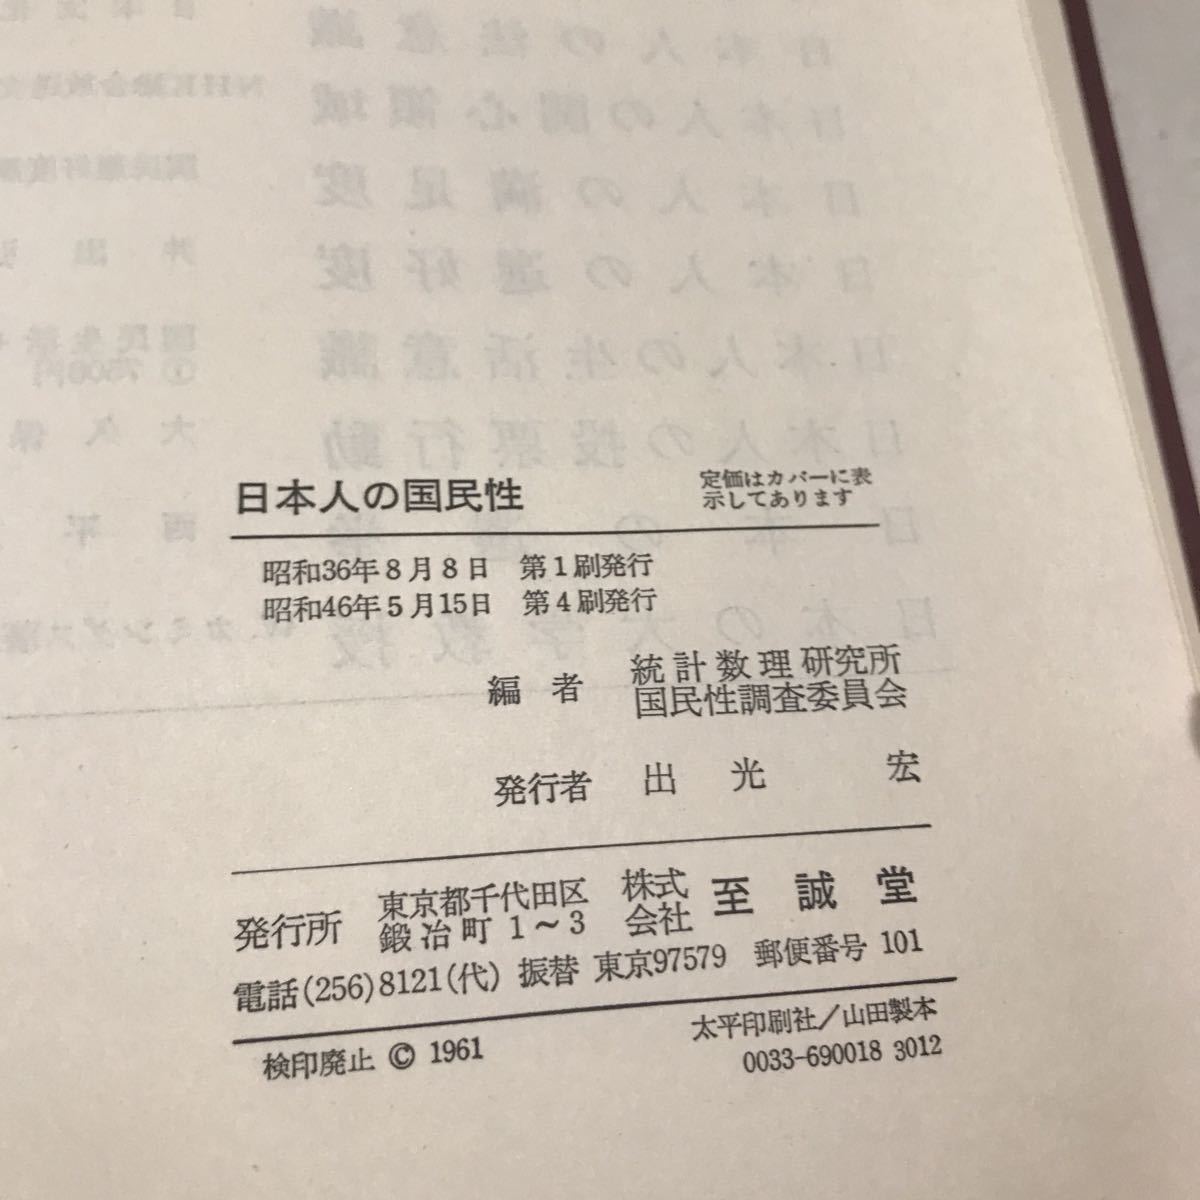 日本人の国民性
定価はカバーに表
示してあります
昭和36年8月8日 第1刷発行
昭和46年5月15日 第4刷発行
編者 統計数理研究所
国民性調査委員会
発行者 出光 宏
発行所 東京都千代田区 株式 至誠堂
鍛冶町1~3 会社
電話(256)8121(代) 振替 東京97579 郵便番号 101
検印廃止 © 1961
太平印刷社/山田製本
0033-690018 3012